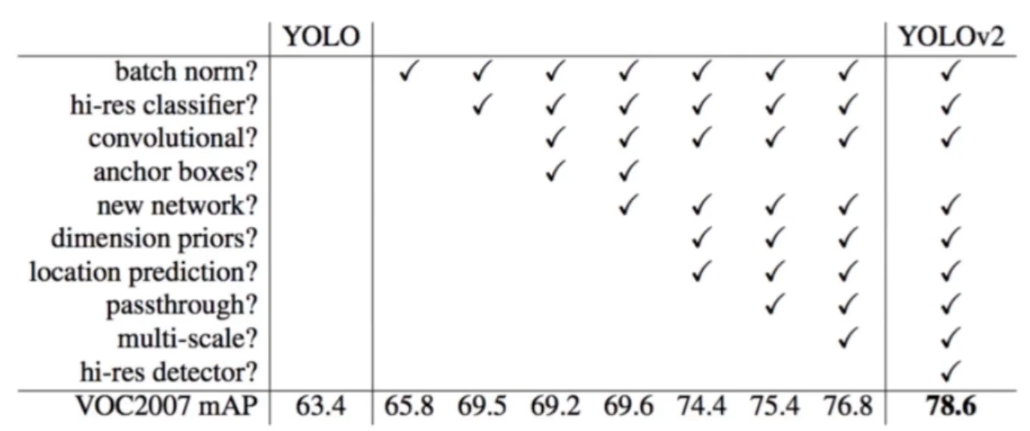 YOLO YOLOv2
batch norm? ✓ ✓ ✓ ✓ ✓ ✓ ✓ ✓
hi-res classifier? ✓ ✓ ✓ ✓ ✓ ✓ ✓
convolutional? ✓ ✓ ✓ ✓ ✓ ✓
anchor boxes? ✓ ✓
new network? ✓ ✓ ✓ ✓ ✓
dimension priors? ✓ ✓ ✓ ✓
location prediction? ✓ ✓ ✓ ✓
passthrough? ✓ ✓ ✓
multi-scale? ✓ ✓
hi-res detector? ✓
VOC2007 mAP 63.4 65.8 69.5 69.2 69.6 74.4 75.4 76.8 78.6